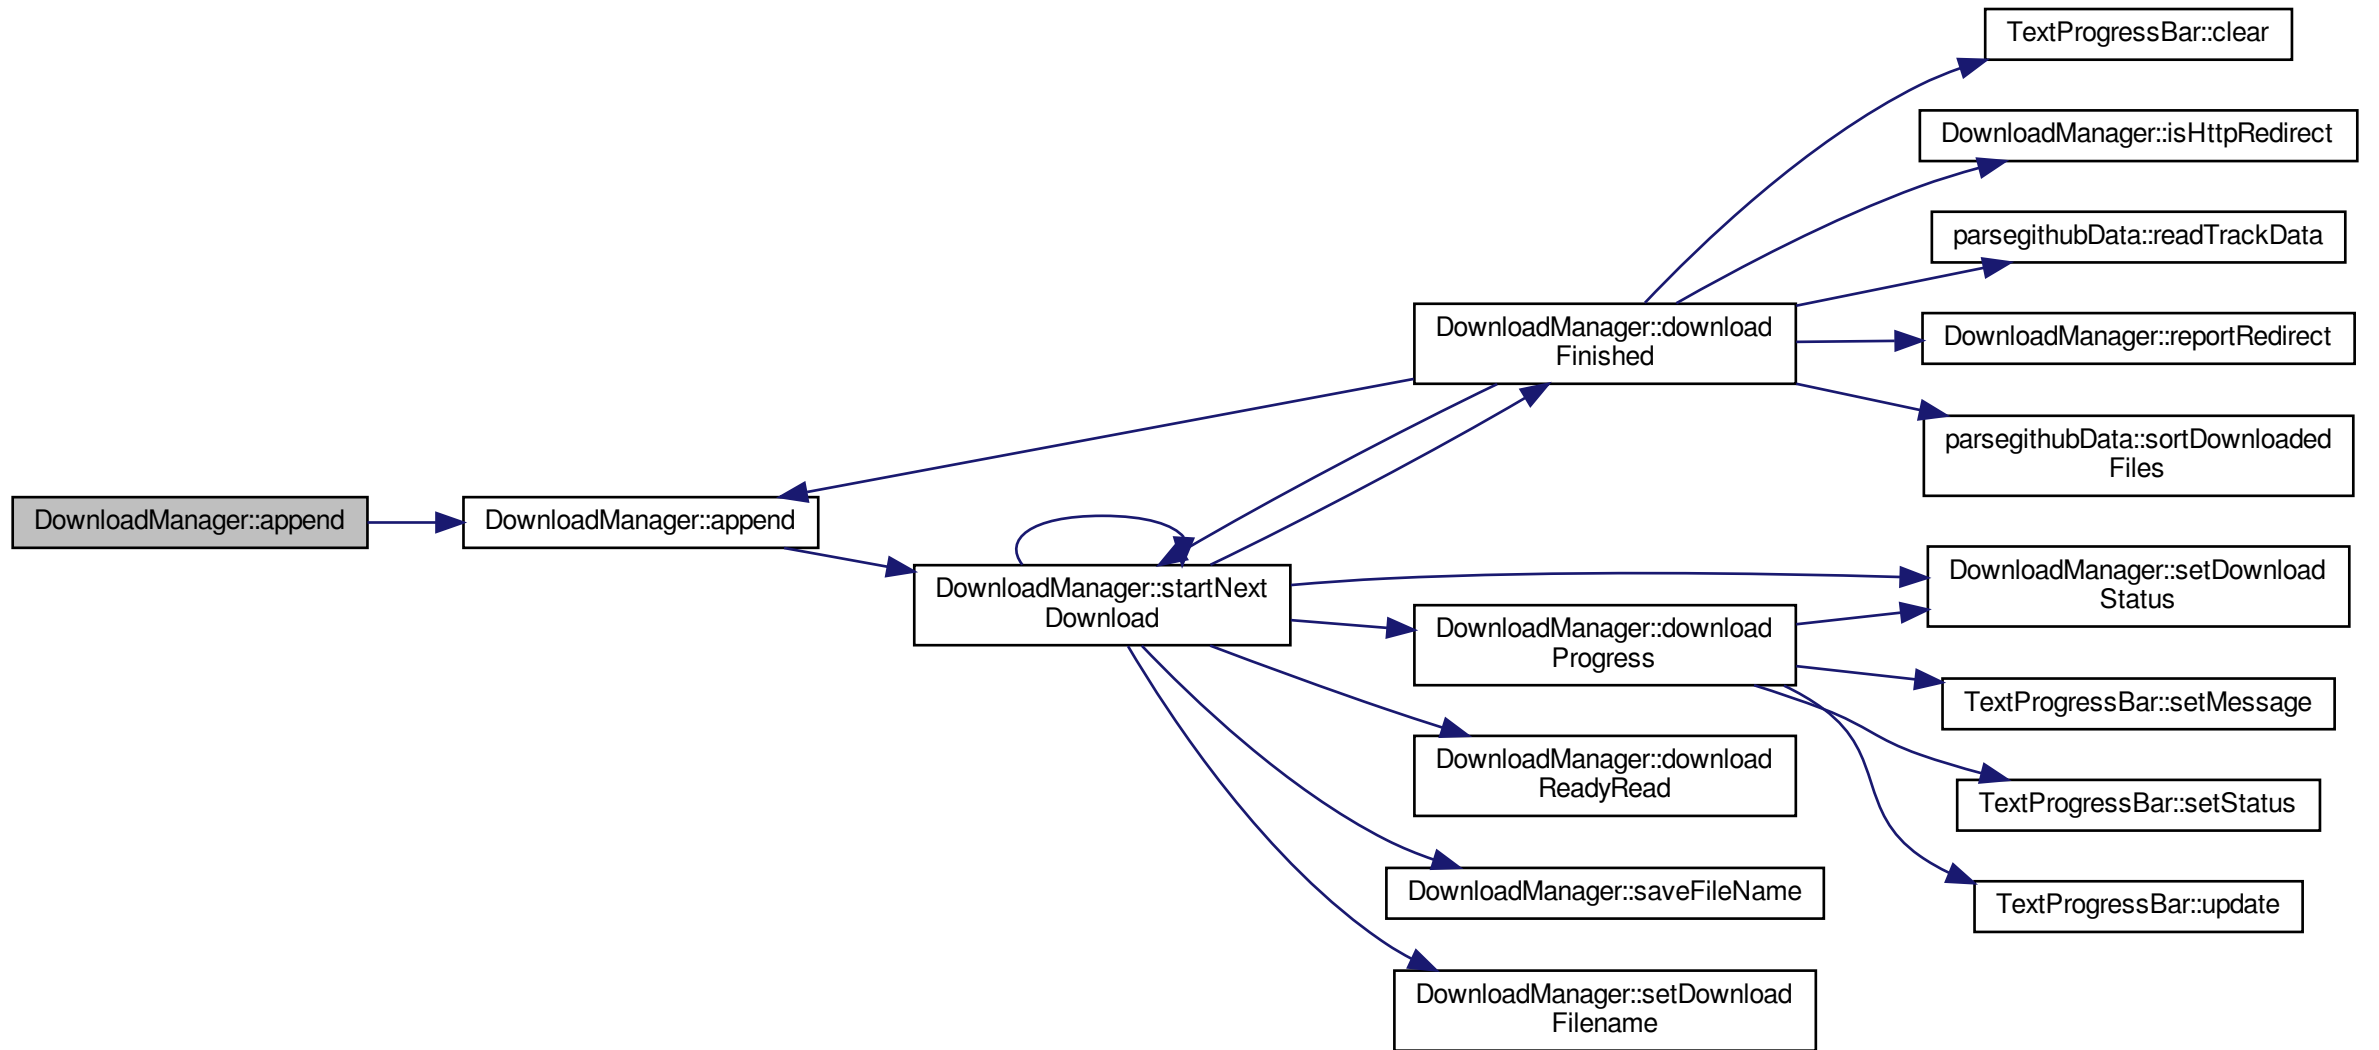 DownloadManager::append
DownloadManager::append
DownloadManager::startNext
Download
DownloadManager::download
Finished
DownloadManager::download
Progress
DownloadManager::download
ReadyRead
DownloadManager::saveFileName
DownloadManager::setDownload
Filename
TextProgressBar::clear
DownloadManager::isHttpRedirect
parsegithubData::readTrackData
DownloadManager::reportRedirect
parsegithubData::sortDownloaded
Files
DownloadManager::setDownload
Status
TextProgressBar::setMessage
TextProgressBar::setStatus
TextProgressBar::update